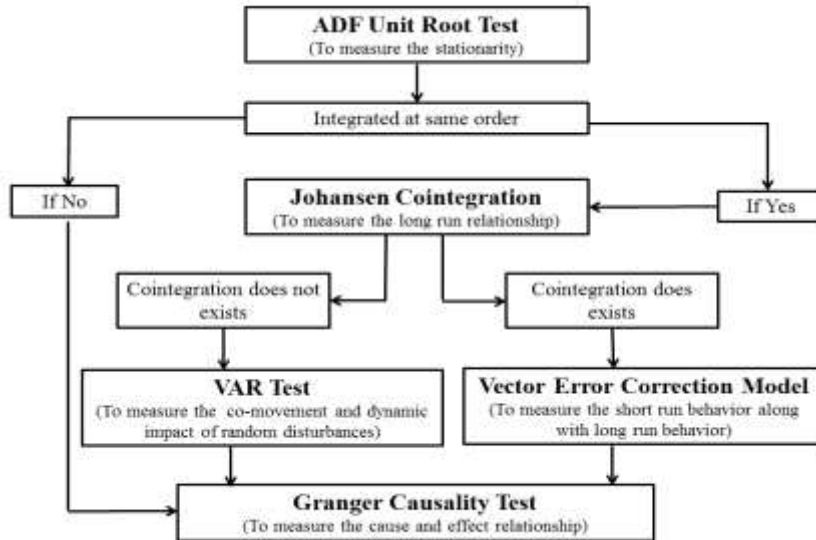 ADF Unit Root Test
(To measure the stationarity)
Integrated at same order
If No
Johansen Cointegration
(To measure the long run relationship)
If Yes
Cointegration does not
exists
Cointegration does
exists
VAR Test
(To measure the co-movement and dynamic
impact of random disturbances)
Vector Error Correction Model
(To measure the short run behavior along
with long run behavior)
Granger Causality Test
(To measure the cause and effect relationship)